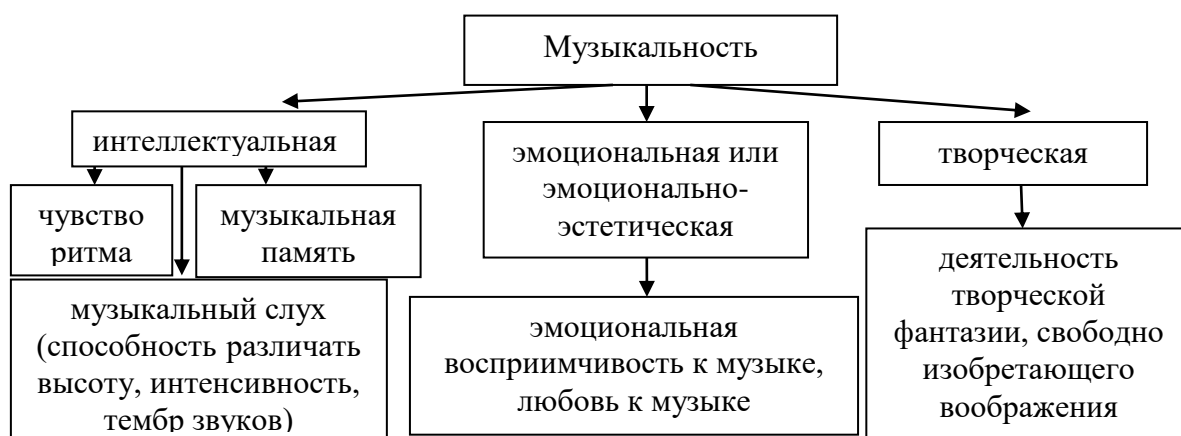 Музыкальность
интеллектуальная
чувство
ритма
музыкальная
память
музыкальный слух
(способность различать
высоту, интенсивность,
тембр звуков)
эмоциональная или
эмоционально-
эстетическая
эмоциональная
восприимчивость к музыке,
любовь к музыке
творческая
деятельность
творческой
фантазии, свободно
изобретающего
воображения